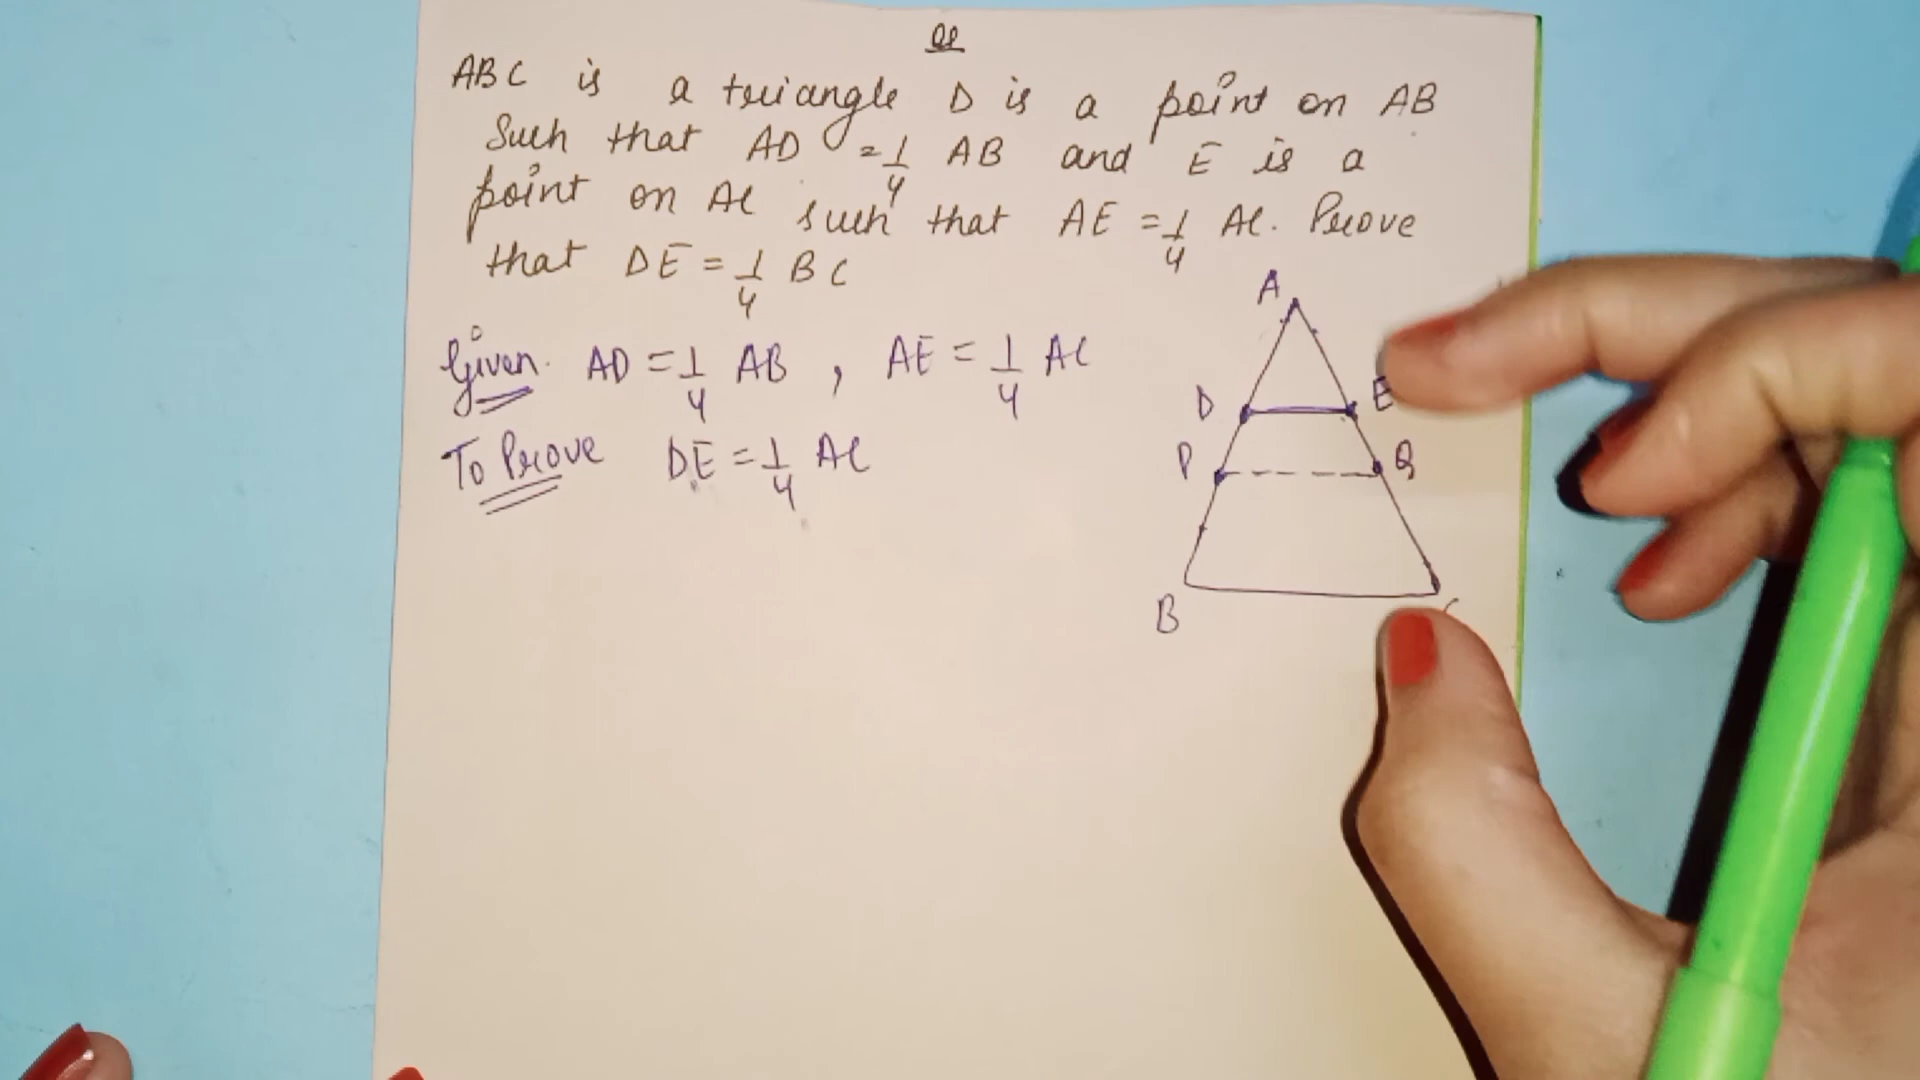 Q8
ABC is a triangle D is a point on AB
Such that AD = 1/4 AB and E is a
point on AC such that AE = 1/4 AC. Prove
that DE = 1/4 BC
Given. AD = 1/4 AB, AE = 1/4 AC
To Prove DE = 1/4 AC
A
D E
P Q
B C